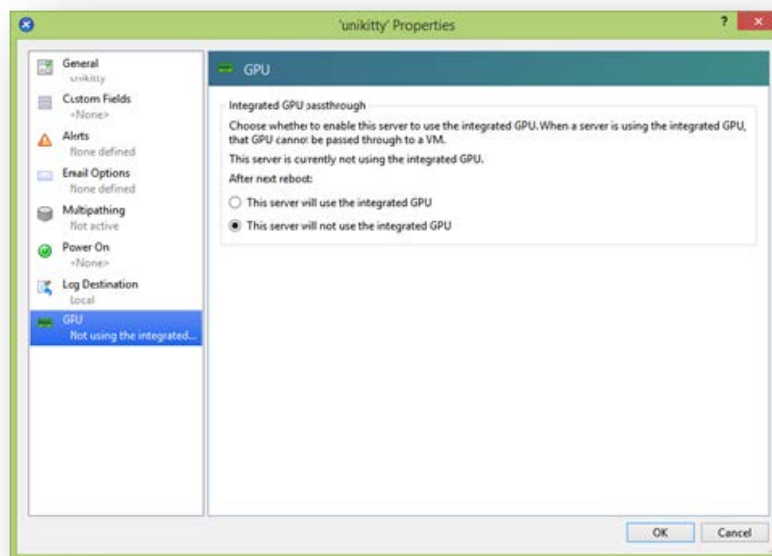 'unikitty' Properties
?
General
unikitty
Custom Fields
<None>
Alerts
None defined
Email Options
None defined
Multipathing
Not active
Power On
<None>
Log Destination
Local
GPU
Not using the integrated...
GPU
Integrated GPU passthrough
Choose whether to enable this server to use the integrated GPU. When a server is using the integrated GPU,
that GPU cannot be passed through to a VM.
This server is currently not using the integrated GPU.
After next reboot:
This server will use the integrated GPU
This server will not use the integrated GPU
OK
Cancel